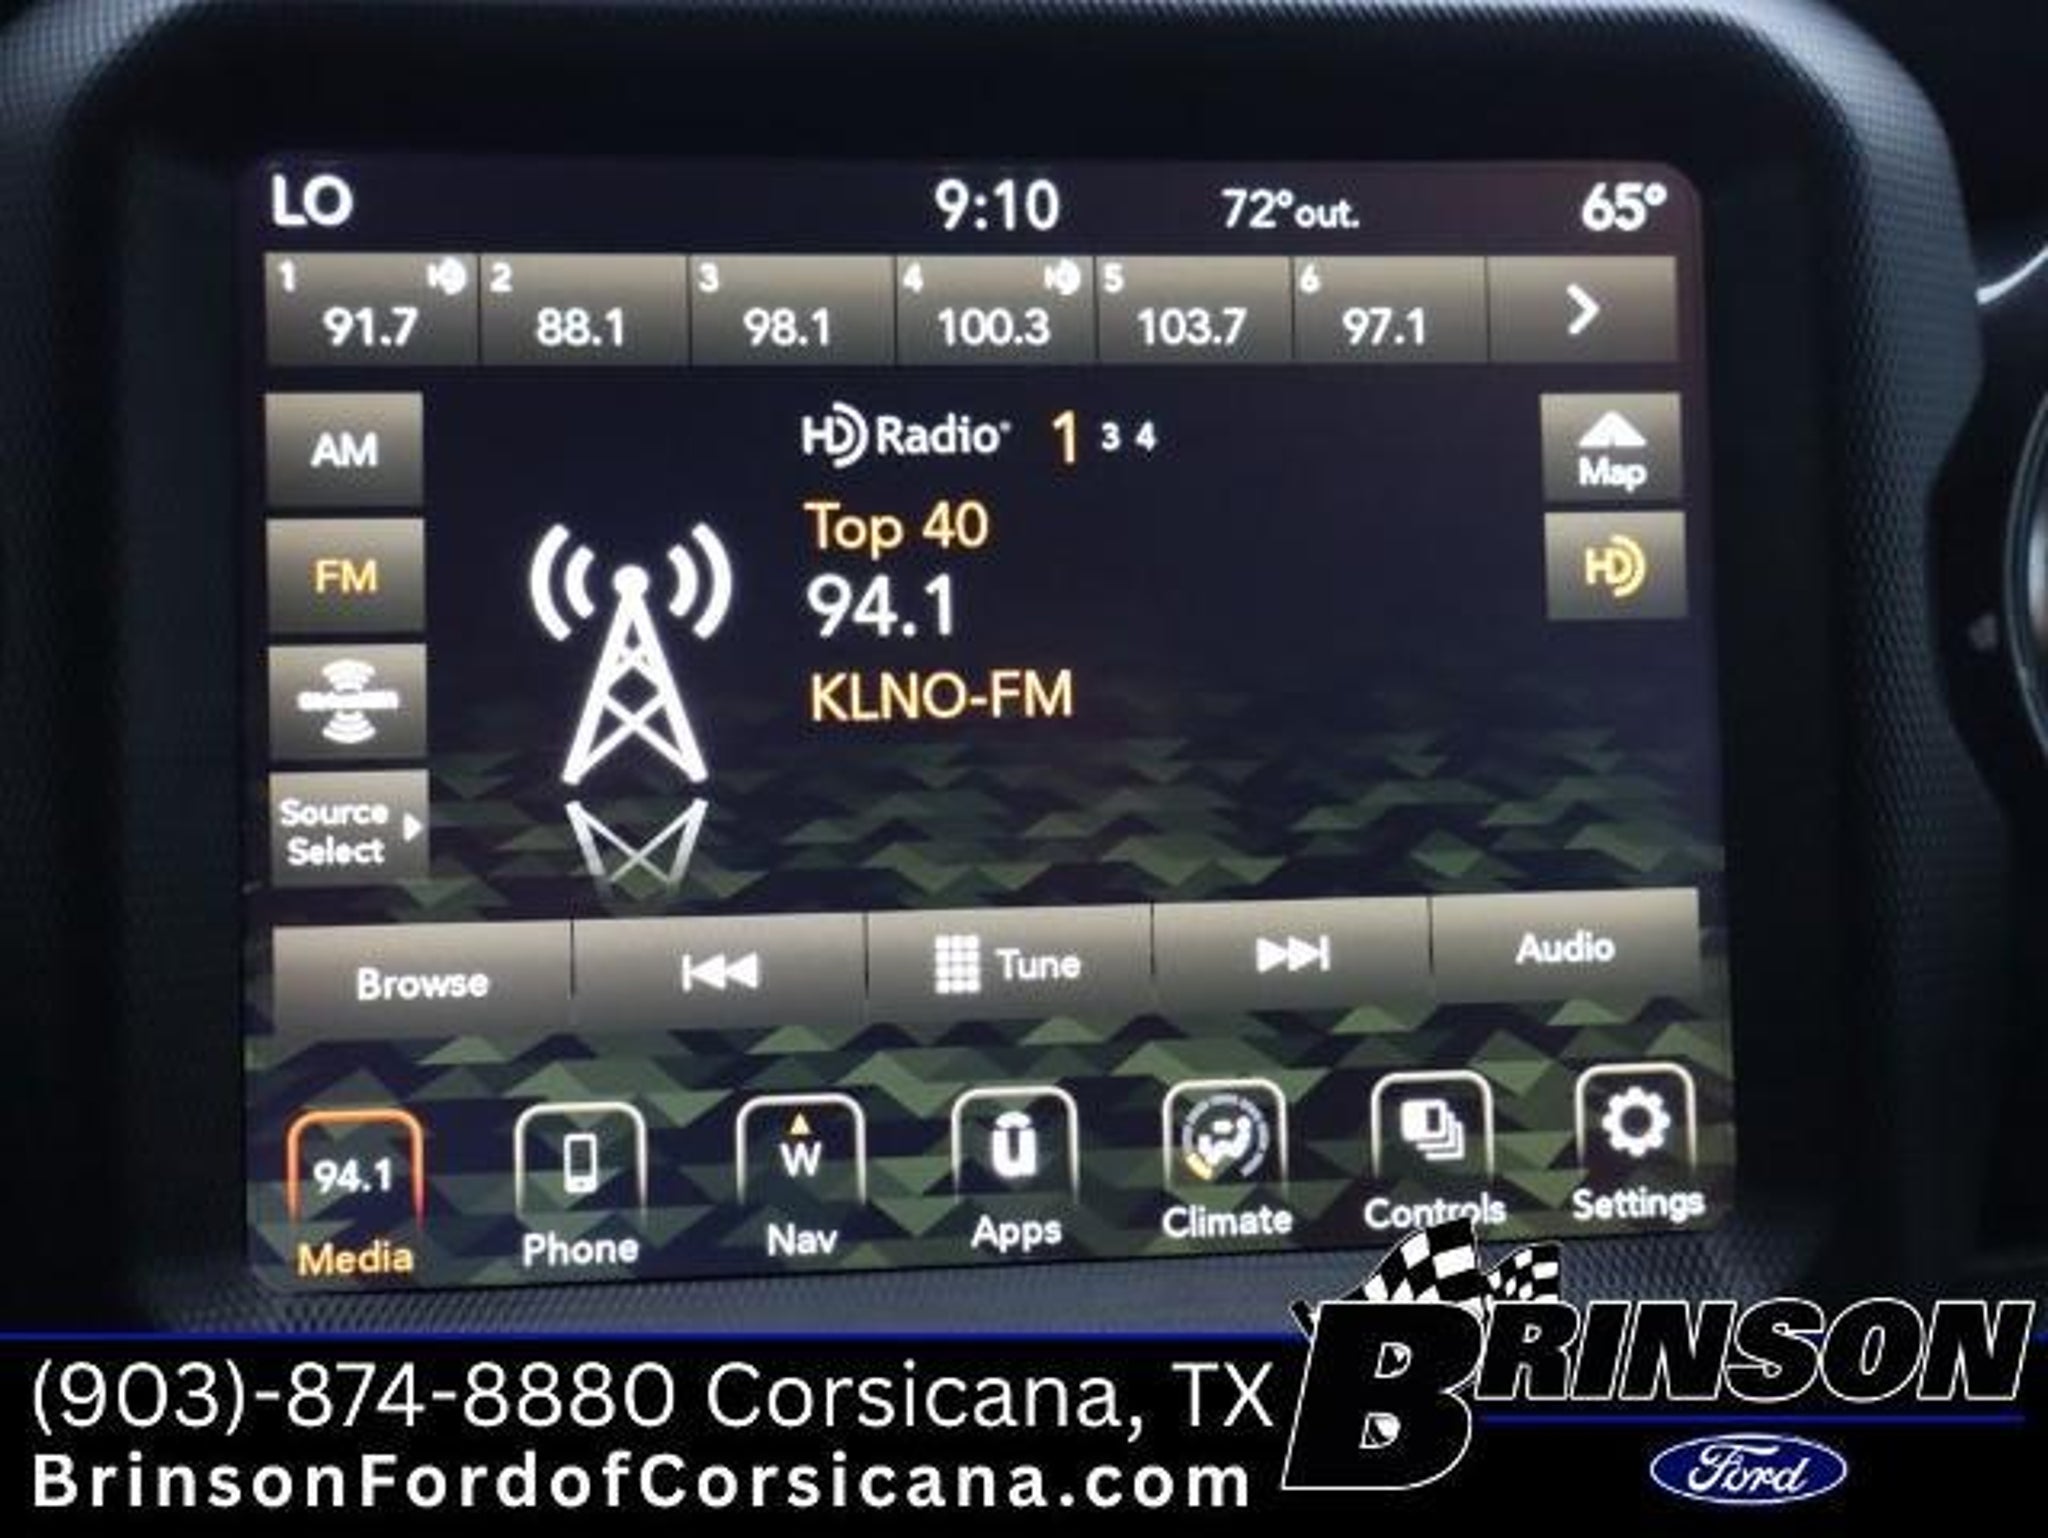 LO 9:10 72°out. 65°
1 2 3 4 5 6
91.7 88.1 98.1 100.3 103.7 97.1
HD Radio 1 3 4
AM Map
Top 40
FM HD
94.1
KLNO-FM
Source
Select
Browse Tune Audio
94.1 W
Media Phone Nav Apps Climate Controls Settings
(903)-874-8880 Corsicana, TX
BrinsonFordofCorsicana.com
BRINSON
Ford